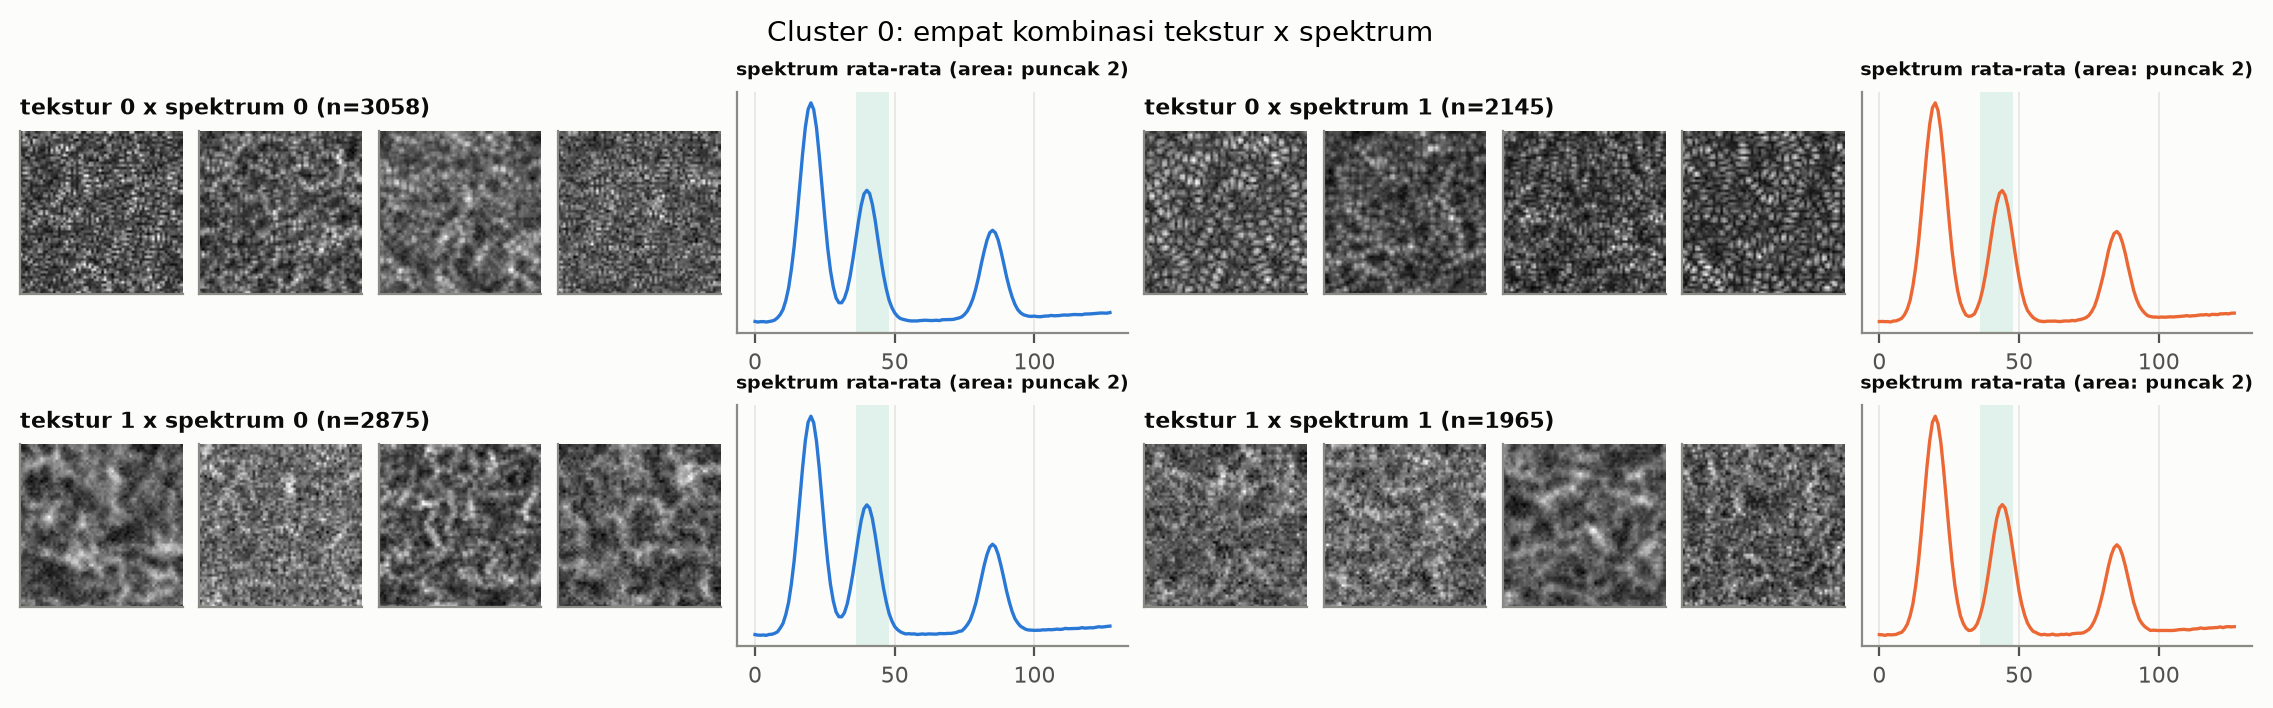 Cluster 0: empat kombinasi tekstur x spektrum
tekstur 0 x spektrum 0 (n=3058)
spektrum rata-rata (area: puncak 2)
0 50 100
tekstur 0 x spektrum 1 (n=2145)
spektrum rata-rata (area: puncak 2)
0 50 100
tekstur 1 x spektrum 0 (n=2875)
spektrum rata-rata (area: puncak 2)
0 50 100
tekstur 1 x spektrum 1 (n=1965)
spektrum rata-rata (area: puncak 2)
0 50 100